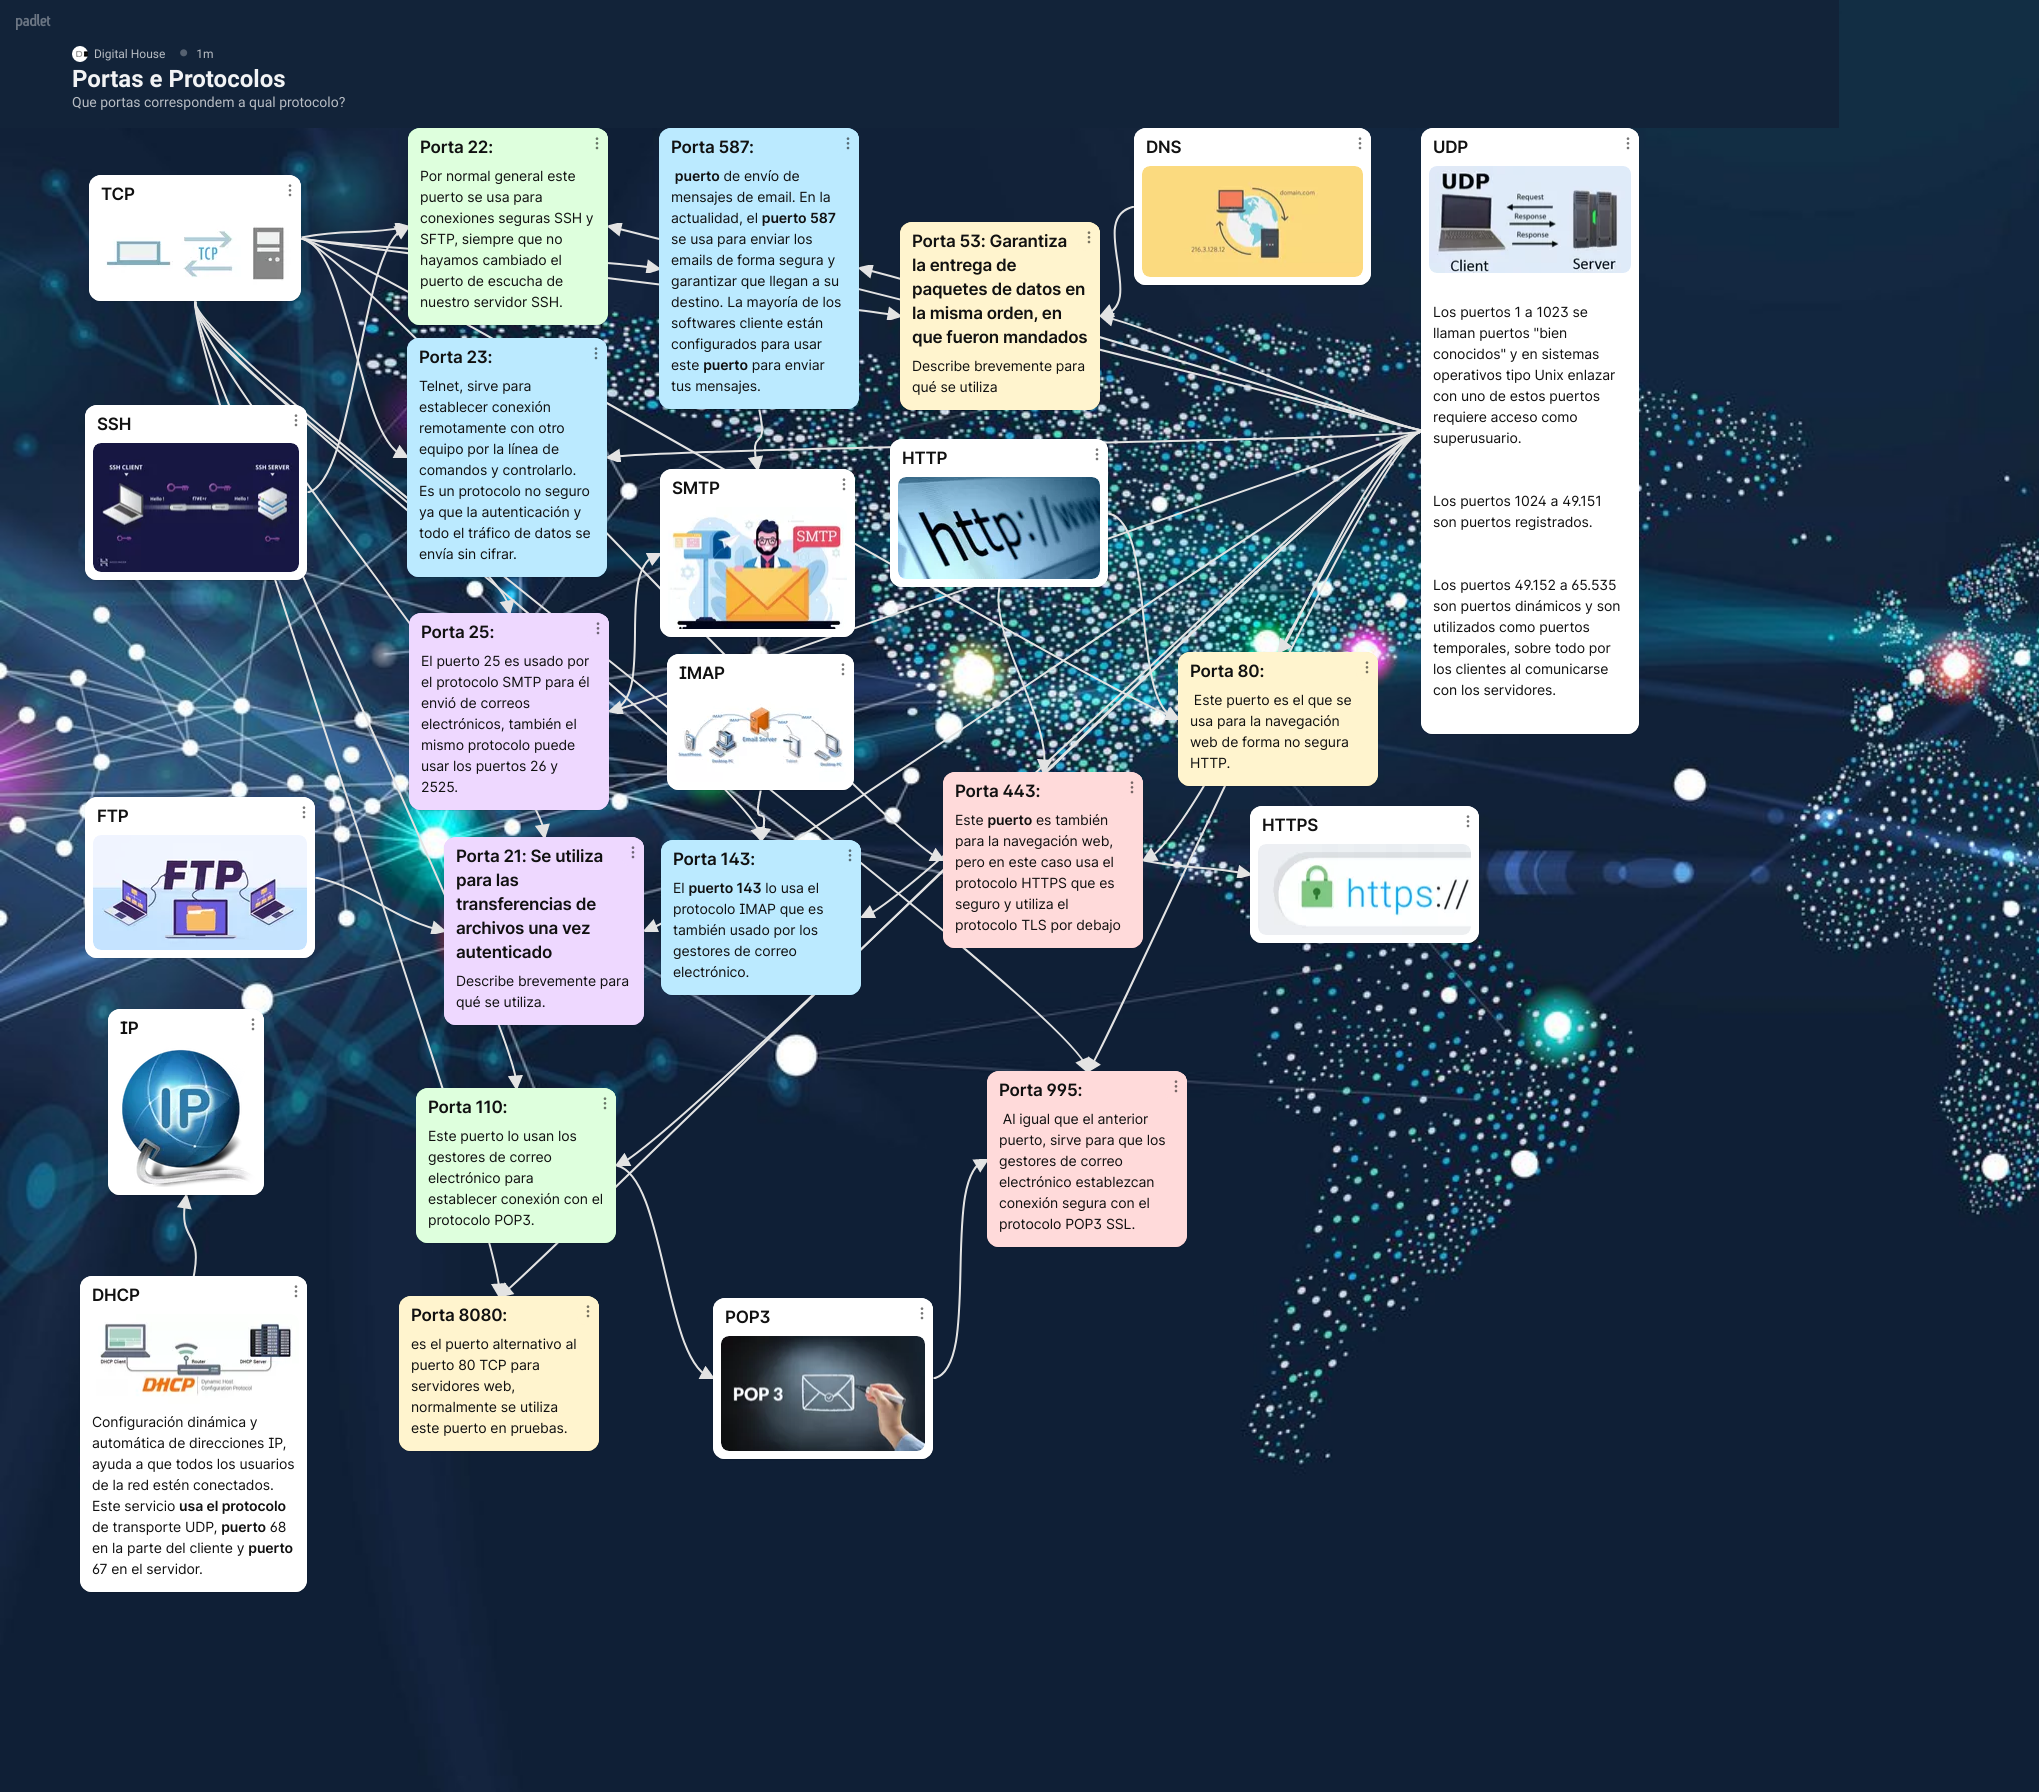 padlet
Digital House
1m
Portas e Protocolos
Que portas correspondem a qual protocolo?
TCP
TCP
SSH
SSH CLIENT
SSH SERVER
Hello !
Hello !
FTP
FTP
IP
IP
DHCP
DHCP Client
Router
DHCP Server
DHCP
Dynamic Host
Configuration Protocol
Configuración dinámica y
automática de direcciones IP,
ayuda a que todos los usuarios
de la red estén conectados.
Este servicio usa el protocolo
de transporte UDP, puerto 68
en la parte del cliente y puerto
67 en el servidor.
Porta 22:
Por normal general este
puerto se usa para
conexiones seguras SSH y
SFTP, siempre que no
hayamos cambiado el
puerto de escucha de
nuestro servidor SSH.
Porta 23:
Telnet, sirve para
establecer conexión
remotamente con otro
equipo por la línea de
comandos y controlarlo.
Es un protocolo no seguro
ya que la autenticación y
todo el tráfico de datos se
envía sin cifrar.
Porta 25:
El puerto 25 es usado por
el protocolo SMTP para él
envió de correos
electrónicos, también el
mismo protocolo puede
usar los puertos 26 y
2525.
Porta 21: Se utiliza
para las
transferencias de
archivos una vez
autenticado
Describe brevemente para
qué se utiliza.
Porta 110:
Este puerto lo usan los
gestores de correo
electrónico para
establecer conexión con el
protocolo POP3.
Porta 8080:
es el puerto alternativo al
puerto 80 TCP para
servidores web,
normalmente se utiliza
este puerto en pruebas.
Porta 587:
puerto de envío de
mensajes de email. En la
actualidad, el puerto 587
se usa para enviar los
emails de forma segura y
garantizar que llegan a su
destino. La mayoría de los
softwares cliente están
configurados para usar
este puerto para enviar
tus mensajes.
SMTP
SMTP
IMAP
IMAP
IMAP
IMAP
IMAP
Email Server
Desktop PC
Desktop PC
Porta 143:
El puerto 143 lo usa el
protocolo IMAP que es
también usado por los
gestores de correo
electrónico.
POP3
POP 3
Porta 53: Garantiza
la entrega de
paquetes de datos en
la misma orden, en
que fueron mandados
Describe brevemente para
qué se utiliza
HTTP
http://www
Porta 443:
Este puerto es también
para la navegación web,
pero en este caso usa el
protocolo HTTPS que es
seguro y utiliza el
protocolo TLS por debajo
Porta 995:
Al igual que el anterior
puerto, sirve para que los
gestores de correo
electrónico establezcan
conexión segura con el
protocolo POP3 SSL.
DNS
domain.com
216.3.128.12
Porta 80:
Este puerto es el que se
usa para la navegación
web de forma no segura
HTTP.
HTTPS
https://
UDP
UDP
Request
Response
Response
Client
Server
Los puertos 1 a 1023 se
llaman puertos "bien
conocidos" y en sistemas
operativos tipo Unix enlazar
con uno de estos puertos
requiere acceso como
superusuario.
Los puertos 1024 a 49.151
son puertos registrados.
Los puertos 49.152 a 65.535
son puertos dinámicos y son
utilizados como puertos
temporales, sobre todo por
los clientes al comunicarse
con los servidores.